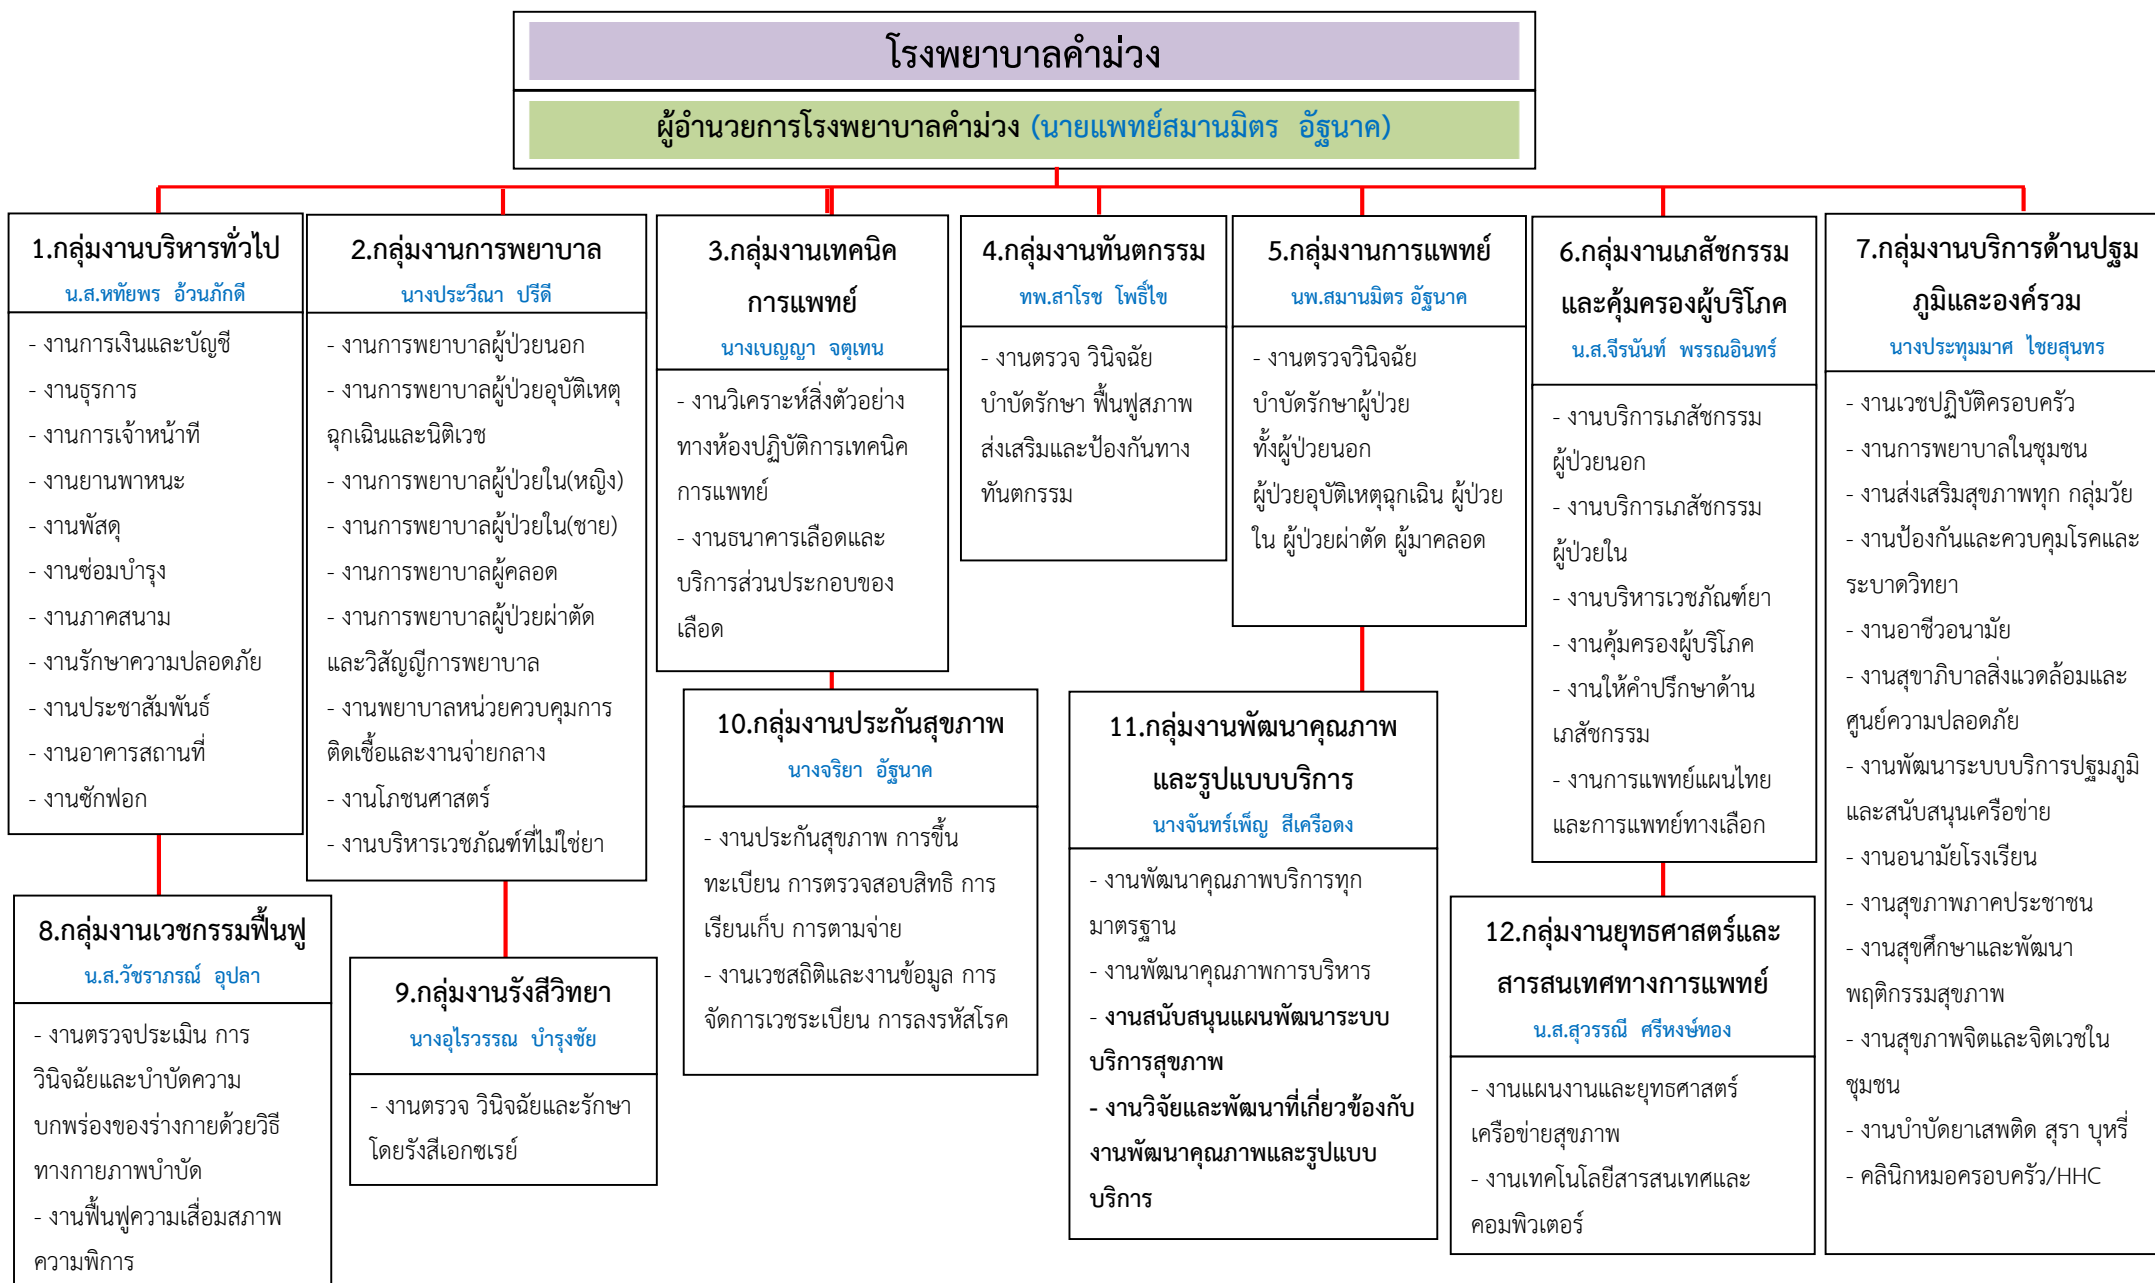 โรงพยาบาลคำม่วง
ผู้อำนวยการโรงพยาบาลคำม่วง (นายแพทย์สมานมิตร อัฐนาค)
1.กลุ่มงานบริหารทั่วไป
น.ส.หทัยพร อ้วนภักดี
- งานการเงินและบัญชี
- งานธุรการ
- งานการเจ้าหน้าที
- งานยานพาหนะ
- งานพัสดุ
- งานซ่อมบำรุง
- งานภาคสนาม
- งานรักษาความปลอดภัย
- งานประชาสัมพันธ์
- งานอาคารสถานที่
- งานซักฟอก
2.กลุ่มงานการพยาบาล
นางประวีณา ปรีดี
- งานการพยาบาลผู้ป่วยนอก
- งานการพยาบาลผู้ป่วยอุบัติเหตุ
ฉุกเฉินและนิติเวช
- งานการพยาบาลผู้ป่วยใน(หญิง)
- งานการพยาบาลผู้ป่วยใน(ชาย)
- งานการพยาบาลผู้คลอด
- งานการพยาบาลผู้ป่วยผ่าตัด
และวิสัญญีการพยาบาล
- งานพยาบาลหน่วยควบคุมการ
ติดเชื้อและงานจ่ายกลาง
- งานโภชนศาสตร์
- งานบริหารเวชภัณฑ์ที่ไม่ใช่ยา
3.กลุ่มงานเทคนิค
การแพทย์
นางเบญญา จตุเทน
- งานวิเคราะห์สิ่งตัวอย่าง
ทางห้องปฏิบัติการเทคนิค
การแพทย์
- งานธนาคารเลือดและ
บริการส่วนประกอบของ
เลือด
4.กลุ่มงานทันตกรรม
ทพ.สาโรช โพธิ์ไข
- งานตรวจ วินิจฉัย
บำบัดรักษา ฟื้นฟูสภาพ
ส่งเสริมและป้องกันทาง
ทันตกรรม
5.กลุ่มงานการแพทย์
นพ.สมานมิตร อัฐนาค
- งานตรวจวินิจฉัย
บำบัดรักษาผู้ป่วย
ทั้งผู้ป่วยนอก
ผู้ป่วยอุบัติเหตุฉุกเฉิน ผู้ป่วย
ใน ผู้ป่วยผ่าตัด ผู้มาคลอด
6.กลุ่มงานเภสัชกรรม
และคุ้มครองผู้บริโภค
น.ส.จีรนันท์ พรรณอินทร์
- งานบริการเภสัชกรรม
ผู้ป่วยนอก
- งานบริการเภสัชกรรม
ผู้ป่วยใน
- งานบริหารเวชภัณฑ์ยา
- งานคุ้มครองผู้บริโภค
- งานให้คำปรึกษาด้าน
เภสัชกรรม
- งานการแพทย์แผนไทย
และการแพทย์ทางเลือก
7.กลุ่มงานบริการด้านปฐม
ภูมิและองค์รวม
นางประทุมมาศ ไชยสุนทร
- งานเวชปฏิบัติครอบครัว
- งานการพยาบาลในชุมชน
- งานส่งเสริมสุขภาพทุก กลุ่มวัย
- งานป้องกันและควบคุมโรคและ
ระบาดวิทยา
- งานอาชีวอนามัย
- งานสุขาภิบาลสิ่งแวดล้อมและ
ศูนย์ความปลอดภัย
- งานพัฒนาระบบบริการปฐมภูมิ
และสนับสนุนเครือข่าย
- งานอนามัยโรงเรียน
- งานสุขภาพภาคประชาชน
- งานสุขศึกษาและพัฒนา
พฤติกรรมสุขภาพ
- งานสุขภาพจิตและจิตเวชใน
ชุมชน
- งานบำบัดยาเสพติด สุรา บุหรี่
- คลินิกหมอครอบครัว/HHC
8.กลุ่มงานเวชกรรมฟื้นฟู
น.ส.วัชราภรณ์ อุปลา
- งานตรวจประเมิน การ
วินิจฉัยและบำบัดความ
บกพร่องของร่างกายด้วยวิธี
ทางกายภาพบำบัด
- งานฟื้นฟูความเสื่อมสภาพ
ความพิการ
9.กลุ่มงานรังสีวิทยา
นางอุไรวรรณ บำรุงชัย
- งานตรวจ วินิจฉัยและรักษา
โดยรังสีเอกซเรย์
10.กลุ่มงานประกันสุขภาพ
นางจริยา อัฐนาค
- งานประกันสุขภาพ การขึ้น
ทะเบียน การตรวจสอบสิทธิ การ
เรียนเก็บ การตามจ่าย
- งานเวชสถิติและงานข้อมูล การ
จัดการเวชระเบียน การลงรหัสโรค
11.กลุ่มงานพัฒนาคุณภาพ
และรูปแบบบริการ
นางจันทร์เพ็ญ สีเครือดง
- งานพัฒนาคุณภาพบริการทุก
มาตรฐาน
- งานพัฒนาคุณภาพการบริหาร
- งานสนับสนุนแผนพัฒนาระบบ
บริการสุขภาพ
- งานวิจัยและพัฒนาที่เกี่ยวข้องกับ
งานพัฒนาคุณภาพและรูปแบบ
บริการ
12.กลุ่มงานยุทธศาสตร์และ
สารสนเทศทางการแพทย์
น.ส.สุวรรณี ศรีหงษ์ทอง
- งานแผนงานและยุทธศาสตร์
เครือข่ายสุขภาพ
- งานเทคโนโลยีสารสนเทศและ
คอมพิวเตอร์